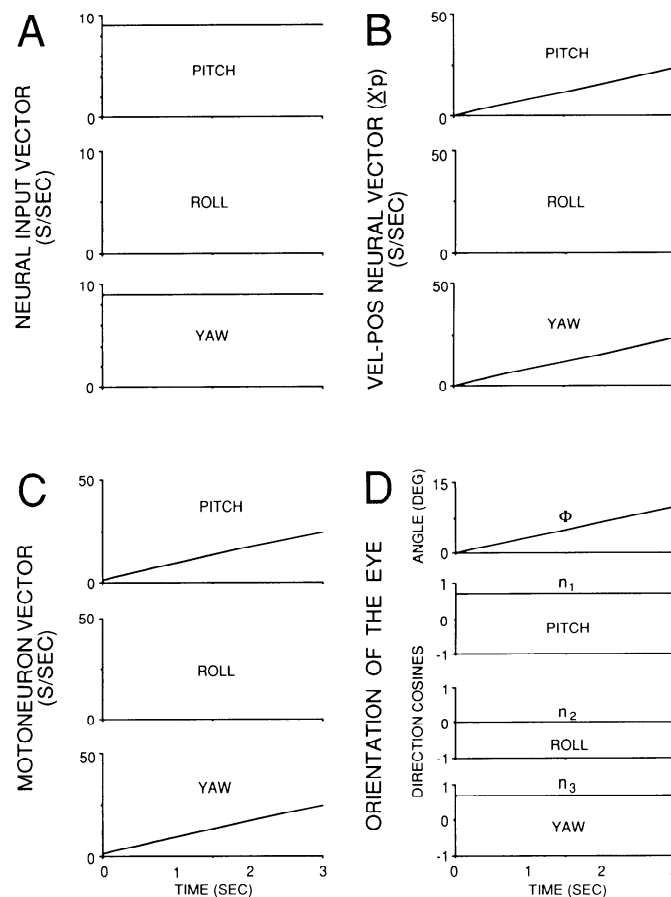 A
NEURAL INPUT VECTOR
(S/SEC)
10
PITCH
0
10
ROLL
0
10
YAW
0
B
VEL-POS NEURAL VECTOR (X'p)
(S/SEC)
50
PITCH
0
50
ROLL
0
50
YAW
0
C
MOTONEURON VECTOR
(S/SEC)
50
PITCH
0
50
ROLL
0
50
YAW
0
0 1 2 3
TIME (SEC)
D
ORIENTATION OF THE EYE
ANGLE (DEG)
15
Φ
0
DIRECTION COSINES
1
n1
0
PITCH
-1
1
n2
0
ROLL
-1
1
n3
0
YAW
-1
0 1 2
TIME (SEC)